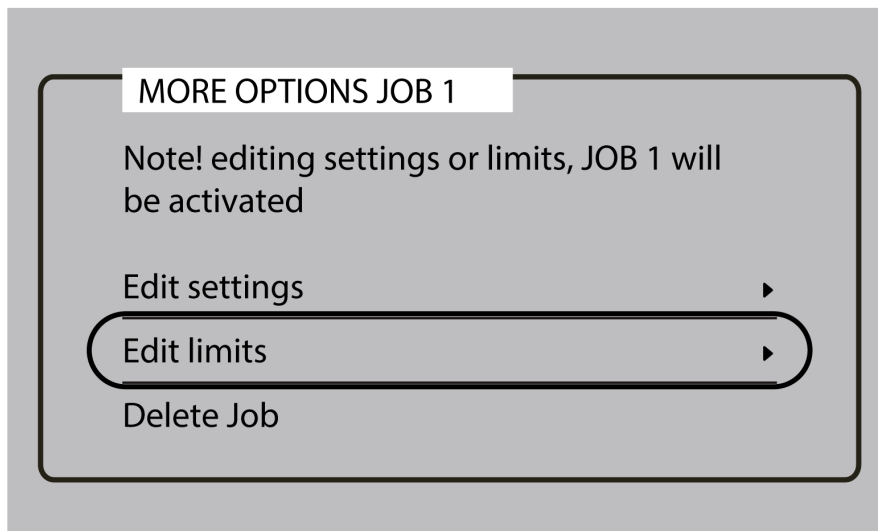 MORE OPTIONS JOB 1
Note! editing settings or limits, JOB 1 will
be activated
Edit settings
Edit limits
Delete Job